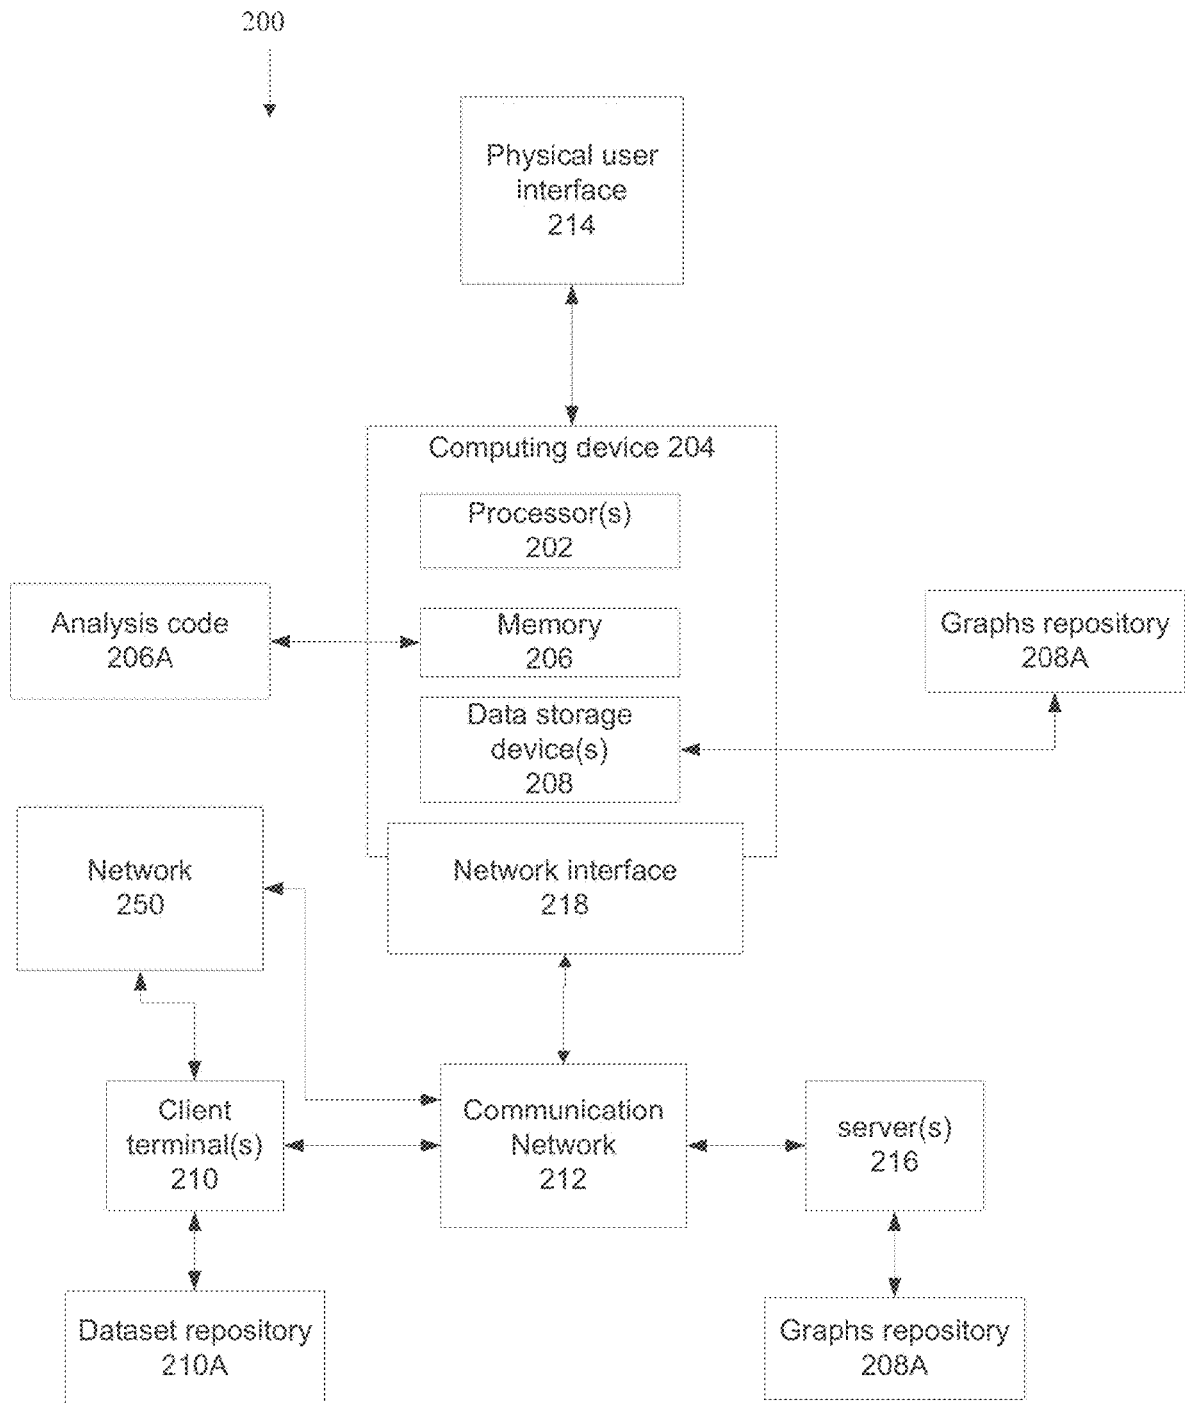 200
Physical user
interface
214
Computing device 204
Processor(s)
202
Analysis code
206A
Memory
206
Graphs repository
208A
Data storage
device(s)
208
Network
250
Network interface
218
Client
terminal(s)
210
Communication
Network
212
server(s)
216
Dataset repository
210A
Graphs repository
208A